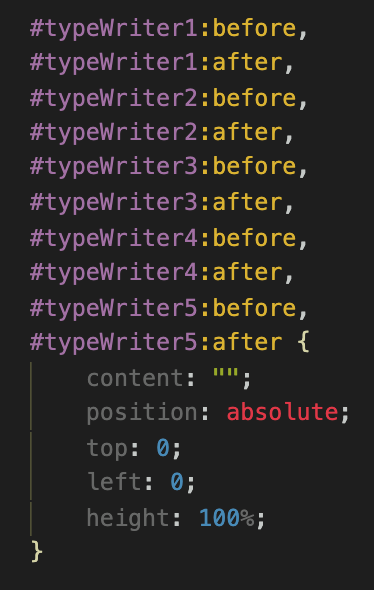 #typeWriter1:before,
#typeWriter1:after,
#typeWriter2:before,
#typeWriter2:after,
#typeWriter3:before,
#typeWriter3:after,
#typeWriter4:before,
#typeWriter4:after,
#typeWriter5:before,
#typeWriter5:after {
    content: "";
    position: absolute;
    top: 0;
    left: 0;
    height: 100%;
}